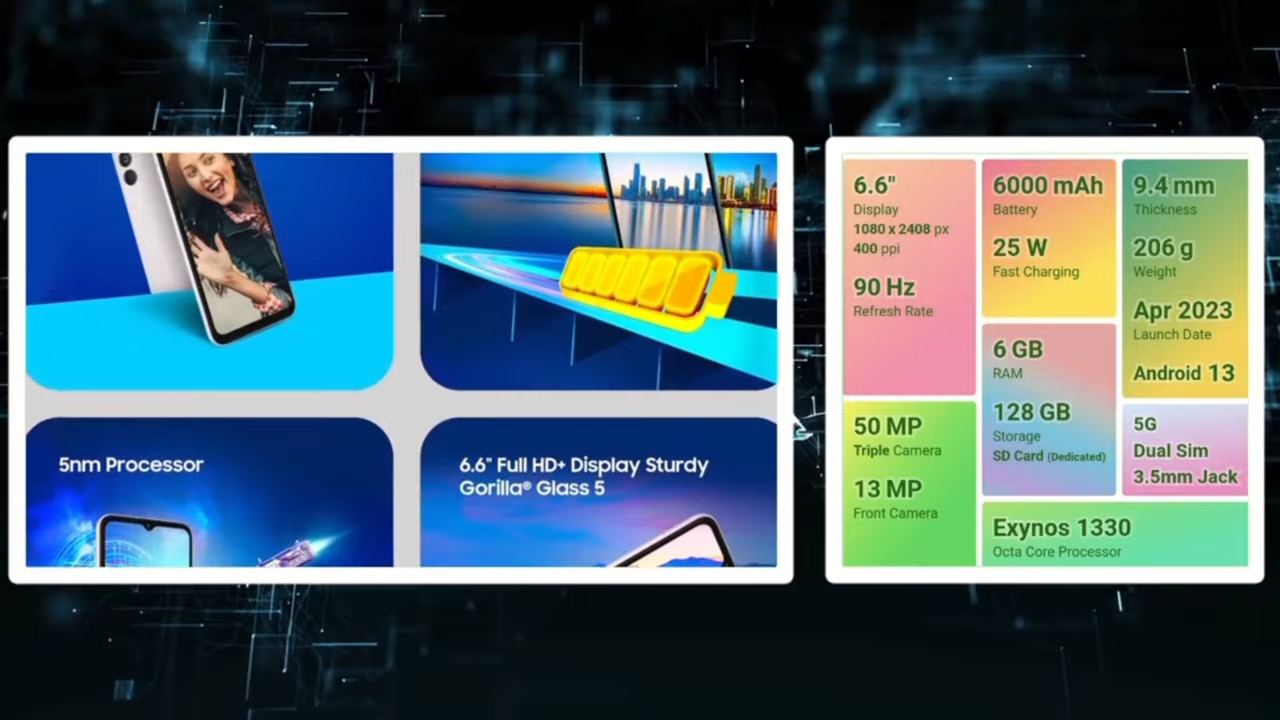 5nm Processor
6.6" Full HD+ Display Sturdy
Gorilla® Glass 5
6.6"
Display
1080 x 2408 px
400 ppi
90 Hz
Refresh Rate
50 MP
Triple Camera
13 MP
Front Camera
6000 mAh
Battery
25 W
Fast Charging
6 GB
RAM
128 GB
Storage
SD Card (Dedicated)
9.4 mm
Thickness
206 g
Weight
Apr 2023
Launch Date
Android 13
5G
Dual Sim
3.5mm Jack
Exynos 1330
Octa Core Processor